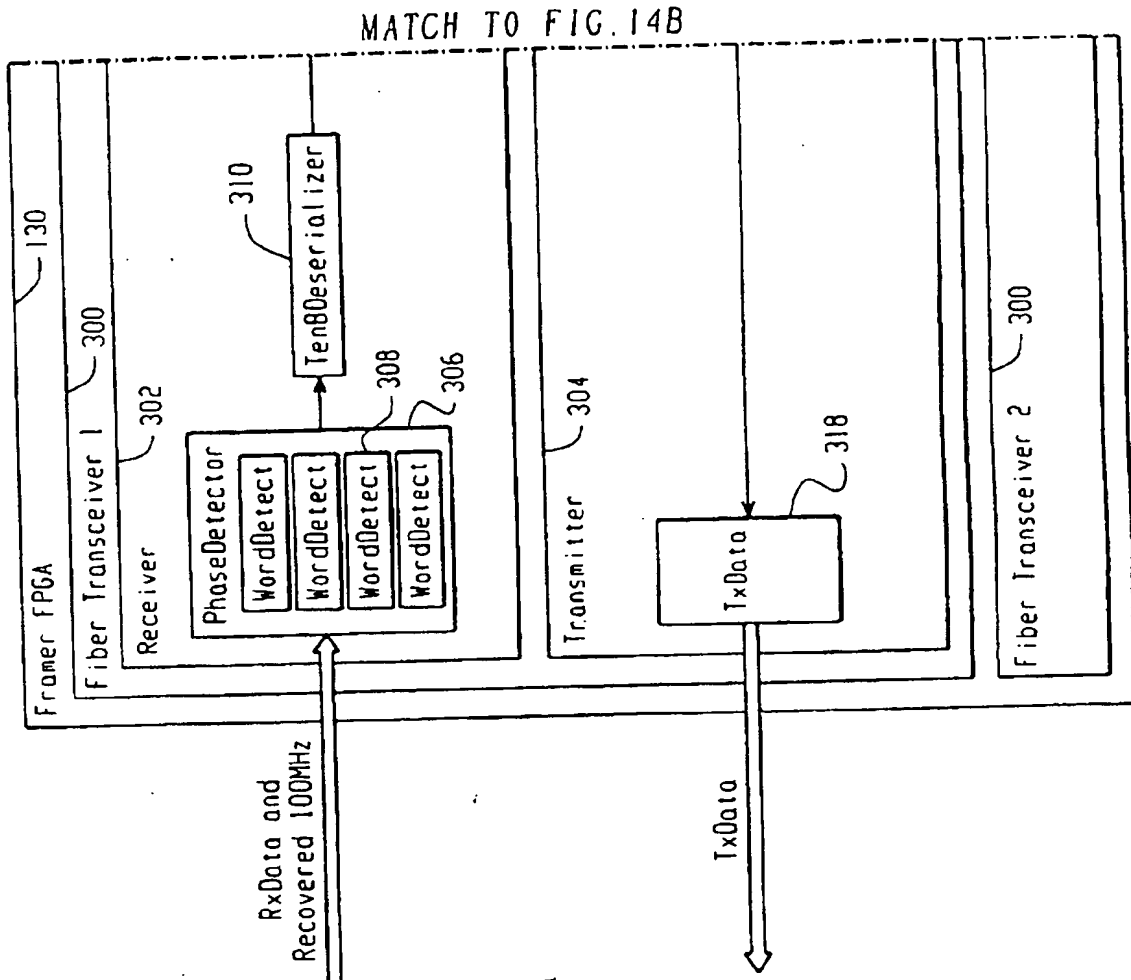 MATCH TO FIG.14B
Framer FPGA
130
Fiber Transceiver 1
300
Receiver
302
PhaseDetector
WordDetect
WordDetect
WordDetect
WordDetect
308
306
TenBDeserializer
310
RxData and
Recovered 100MHz
Transmitter
304
TxData
318
TxData
Fiber Transceiver 2
300